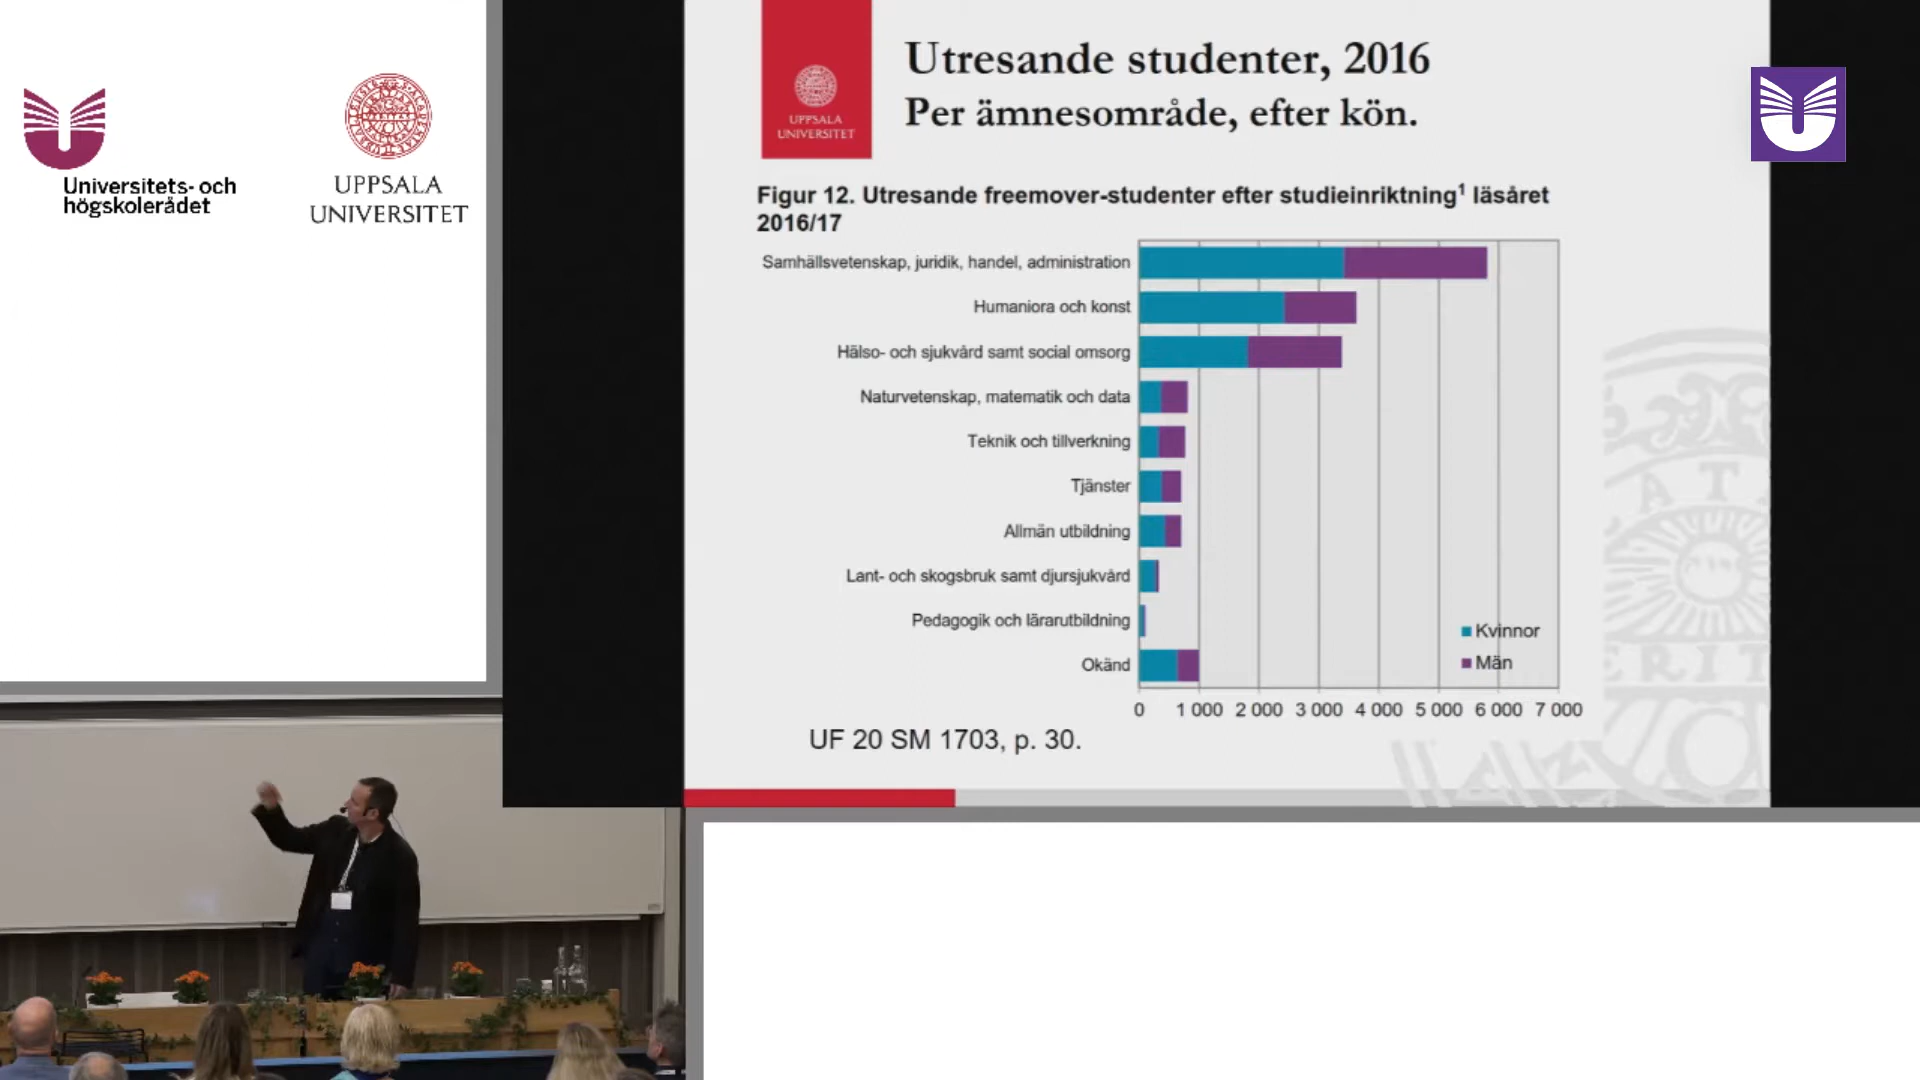 Universitets- och
högskolerådet
UPPSALA
UNIVERSITET
UPPSALA
UNIVERSITET
Utresande studenter, 2016
Per ämnesområde, efter kön.
Figur 12. Utresande freemover-studenter efter studieinriktning¹ läsåret
2016/17
Samhällsvetenskap, juridik, handel, administration
Humaniora och konst
Hälso- och sjukvård samt social omsorg
Naturvetenskap, matematik och data
Teknik och tillverkning
Tjänster
Allmän utbildning
Lant- och skogsbruk samt djursjukvård
Pedagogik och lärarutbildning
Okänd
Kvinnor
Män
0 1 000 2 000 3 000 4 000 5 000 6 000 7 000
UF 20 SM 1703, p. 30.